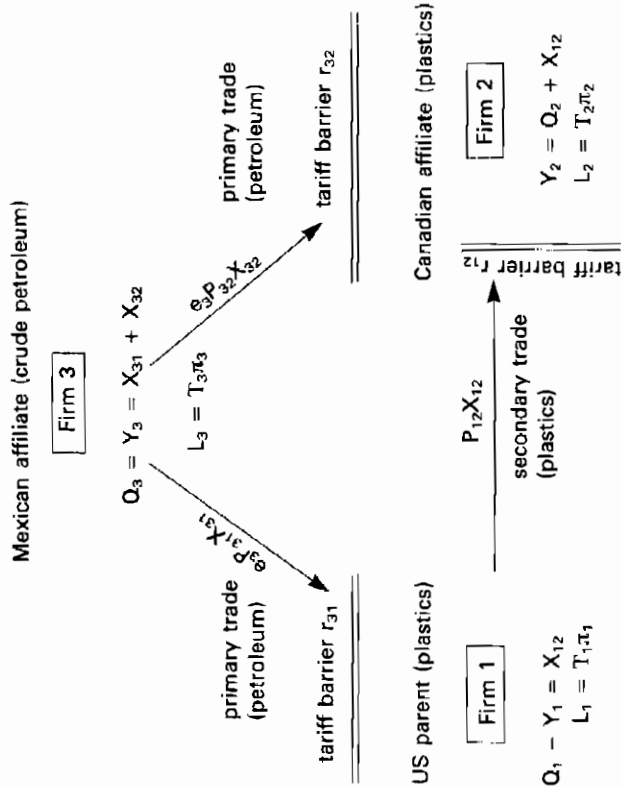 Mexican affiliate (crude petroleum)
Firm 3
Q₃ = Y₃ = X₃₁ + X₃₂
L₃ = T₃π₃
primary trade
(petroleum)
e₃P₃₁X₃₁
tariff barrier r₃₁
primary trade
(petroleum)
e₃P₃₂X₃₂
tariff barrier r₃₂
US parent (plastics)
Firm 1
Q₁ − Y₁ = X₁₂
L₁ = T₁π₁
P₁₂X₁₂
secondary trade
(plastics)
tariff barrier r₁₂
Canadian affiliate (plastics)
Firm 2
Y₂ = Q₂ + X₁₂
L₂ = T₂π₂